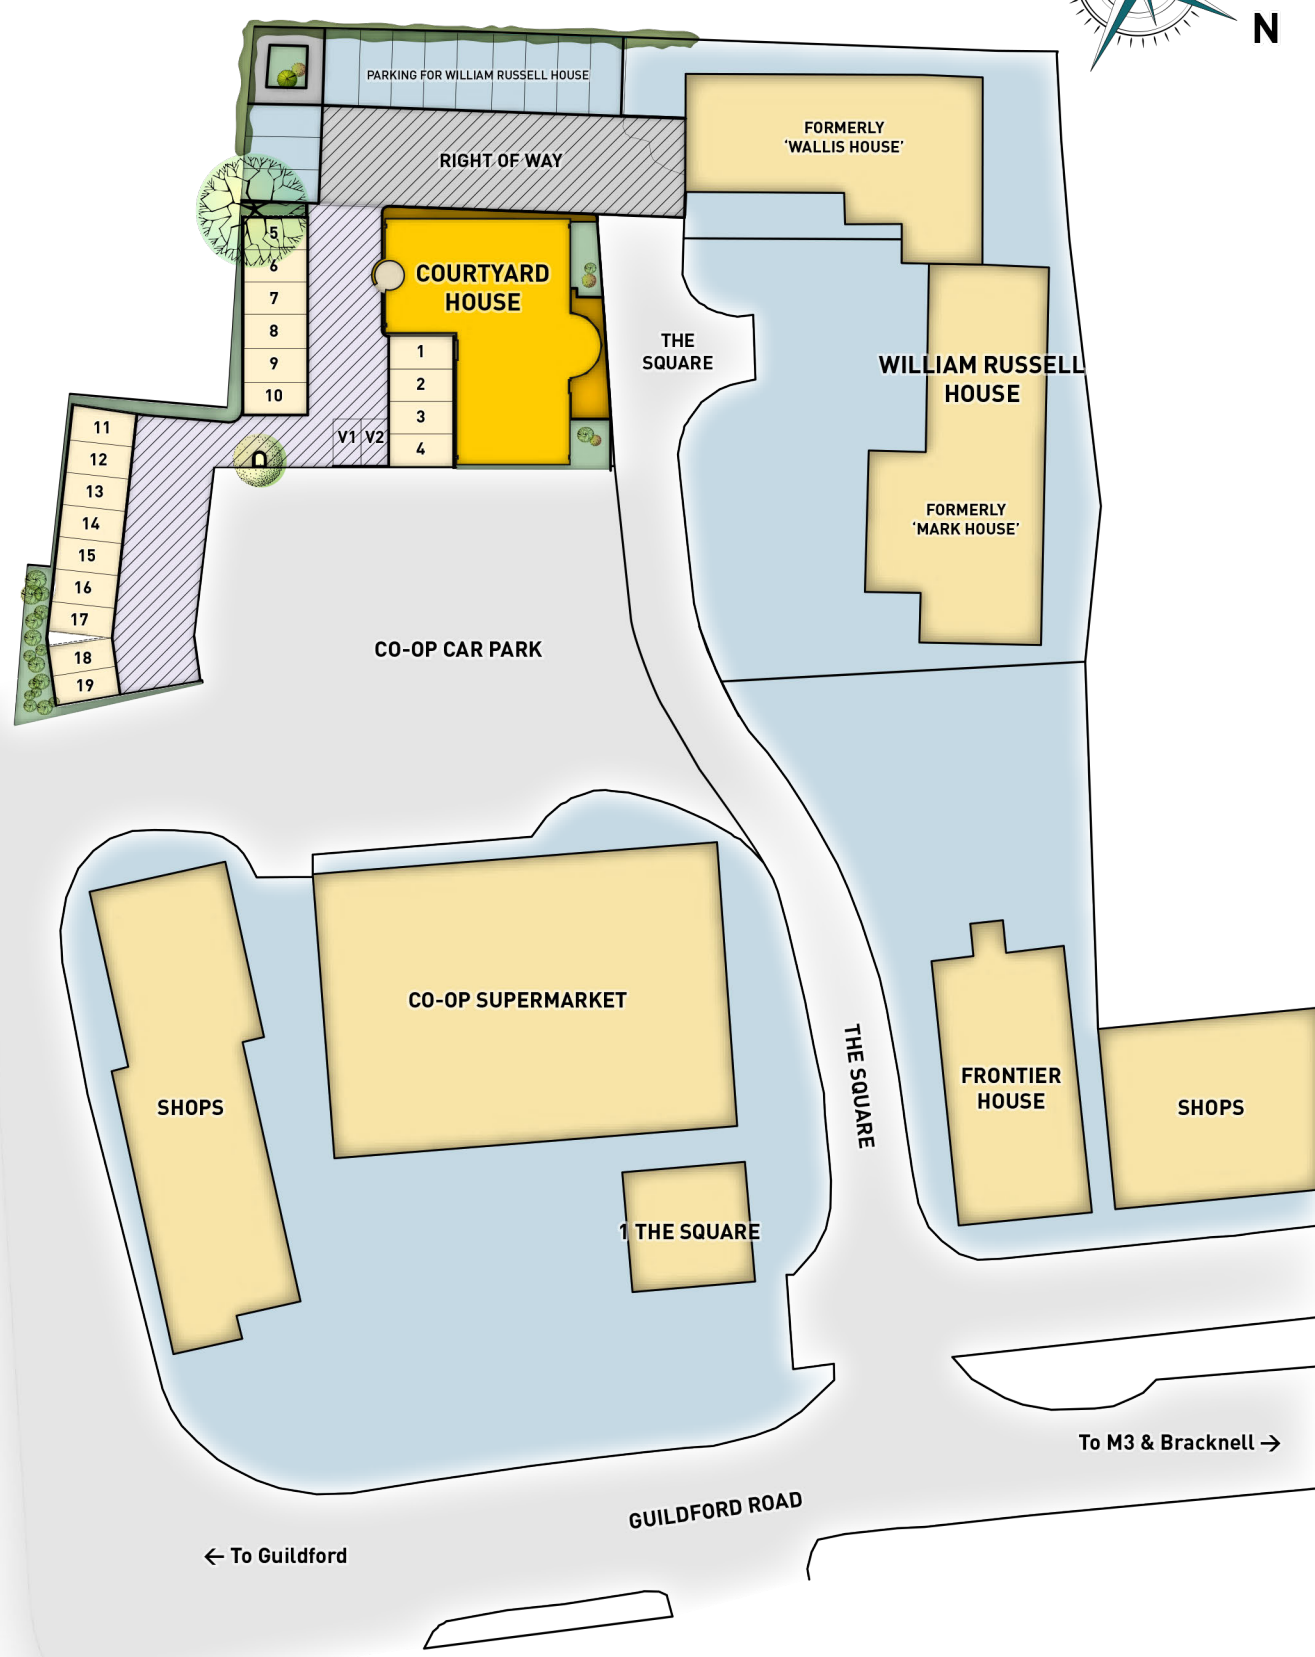 N
PARKING FOR WILLIAM RUSSELL HOUSE
FORMERLY
‘WALLIS HOUSE’
RIGHT OF WAY
5
6
7
8
9
10
COURTYARD
HOUSE
1
2
3
4
V1 V2
THE
SQUARE
WILLIAM RUSSELL
HOUSE
FORMERLY
‘MARK HOUSE’
11
12
13
14
15
16
17
18
19
CO-OP CAR PARK
CO-OP SUPERMARKET
SHOPS
THE SQUARE
FRONTIER
HOUSE
SHOPS
1 THE SQUARE
To M3 & Bracknell →
GUILDFORD ROAD
← To Guildford